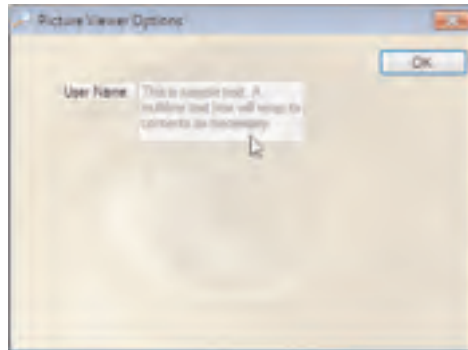 Picture Viewer Options
OK
User Name
This is sample text. A
multiline text box will wrap its
contents as necessary.